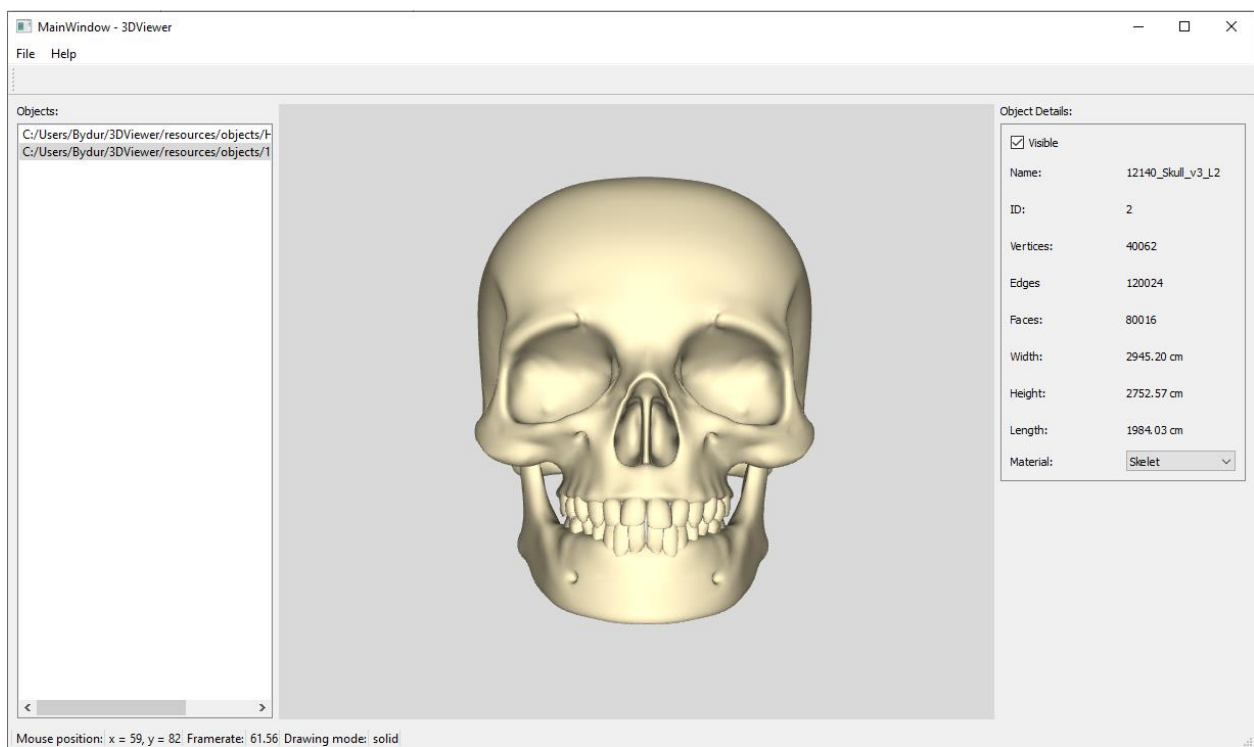 MainWindow - 3DViewer
File Help
Objects:
C:/Users/Bydur/3DViewer/resources/objects/H
C:/Users/Bydur/3DViewer/resources/objects/1
Object Details:
Visible
Name: 12140_Skull_v3_L2
ID: 2
Vertices: 40062
Edges 120024
Faces: 80016
Width: 2945.20 cm
Height: 2752.57 cm
Length: 1984.03 cm
Material: Skelet
Mouse position: x = 59, y = 82 Framerate: 61.56 Drawing mode: solid